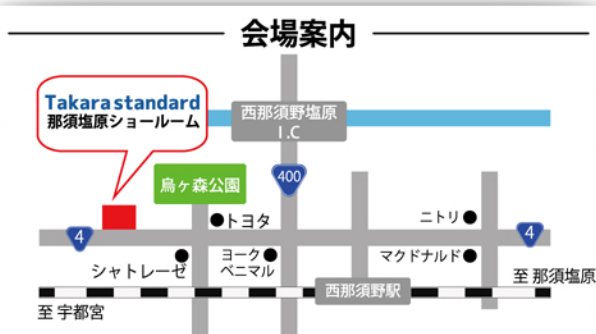 会場案内
Takara standard
那須塩原ショールーム
西那須野塩原
I.C
400
烏ヶ森公園
トヨタ
ニトリ
4
4
シャトレーゼ
ヨーク
ベニマル
マクドナルド
至 那須塩原
西那須野駅
至 宇都宮